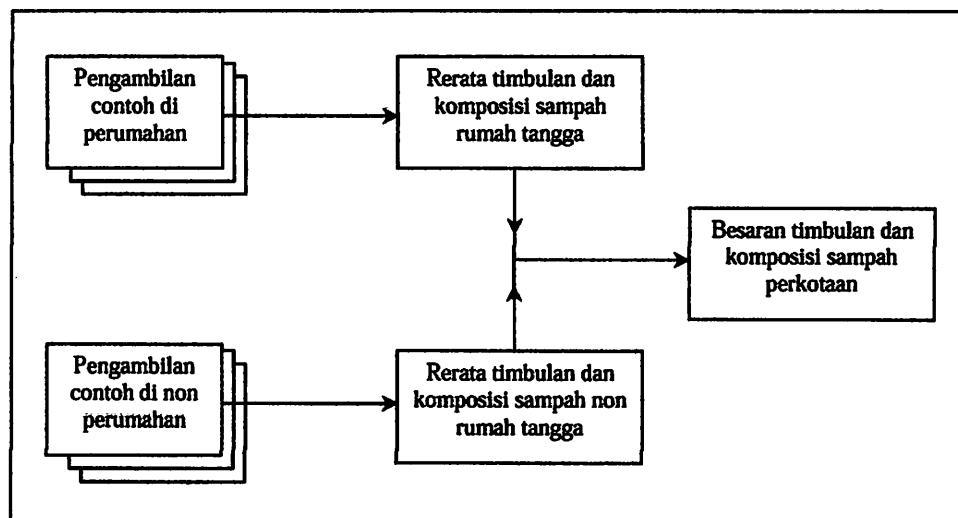 Pengambilan
contoh di
perumahan
Rerata timbulan dan
komposisi sampah
rumah tangga
Besaran timbulan dan
komposisi sampah
perkotaan
Pengambilan
contoh di non
perumahan
Rerata timbulan dan
komposisi sampah non
rumah tangga